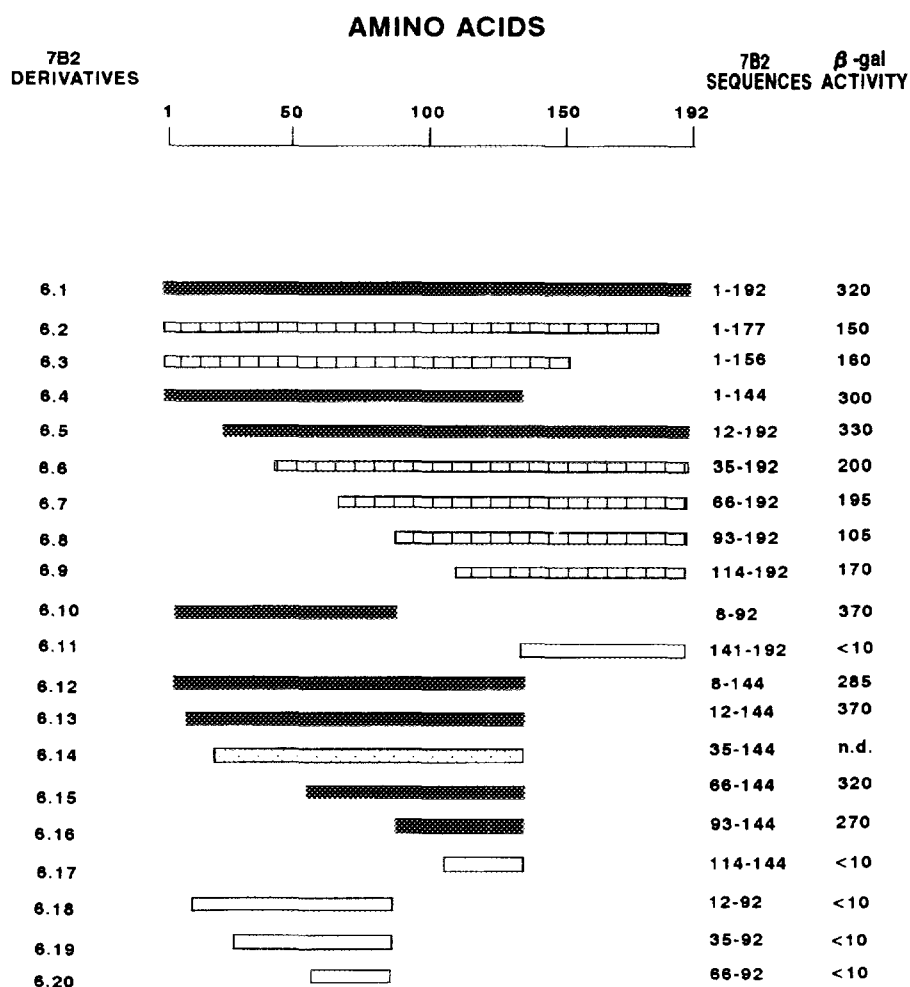 AMINO ACIDS
7B2 DERIVATIVES
7B2 SEQUENCES
β-gal ACTIVITY
1 50 100 150 192
6.1 1-192 320
6.2 1-177 150
6.3 1-156 160
6.4 1-144 300
6.5 12-192 330
6.6 35-192 200
6.7 66-192 195
6.8 93-192 105
6.9 114-192 170
6.10 8-92 370
6.11 141-192 <10
6.12 8-144 285
6.13 12-144 370
6.14 35-144 n.d.
6.15 66-144 320
6.16 93-144 270
6.17 114-144 <10
6.18 12-92 <10
6.19 35-92 <10
6.20 66-92 <10